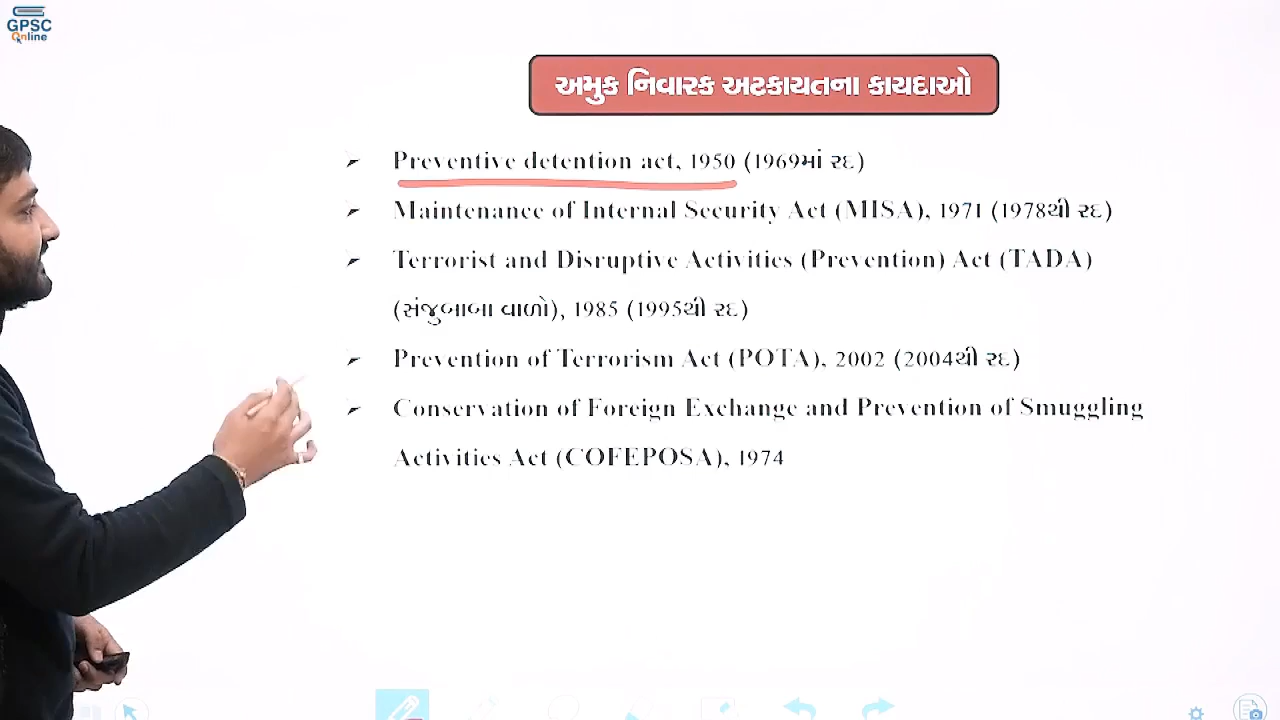 GPSC
Online
અમુક નિવારક અટકાયતના કાયદાઓ
Preventive detention act, 1950 (1969માં રદ)
Maintenance of Internal Security Act (MISA), 1971 (1978થી રદ)
Terrorist and Disruptive Activities (Prevention) Act (TADA)
(સંજુબાબા વાળો), 1985 (1995થી રદ)
Prevention of Terrorism Act (POTA), 2002 (2004થી રદ)
Conservation of Foreign Exchange and Prevention of Smuggling
Activities Act (COFEPOSA), 1974